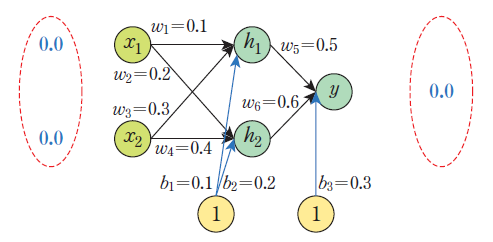 w₁=0.1
0.0 x₁ h₁ w₅=0.5
w₂=0.2
y 0.0
w₃=0.3 w₆=0.6
0.0 x₂ w₄=0.4 h₂
b₁=0.1 b₂=0.2 b₃=0.3
1 1